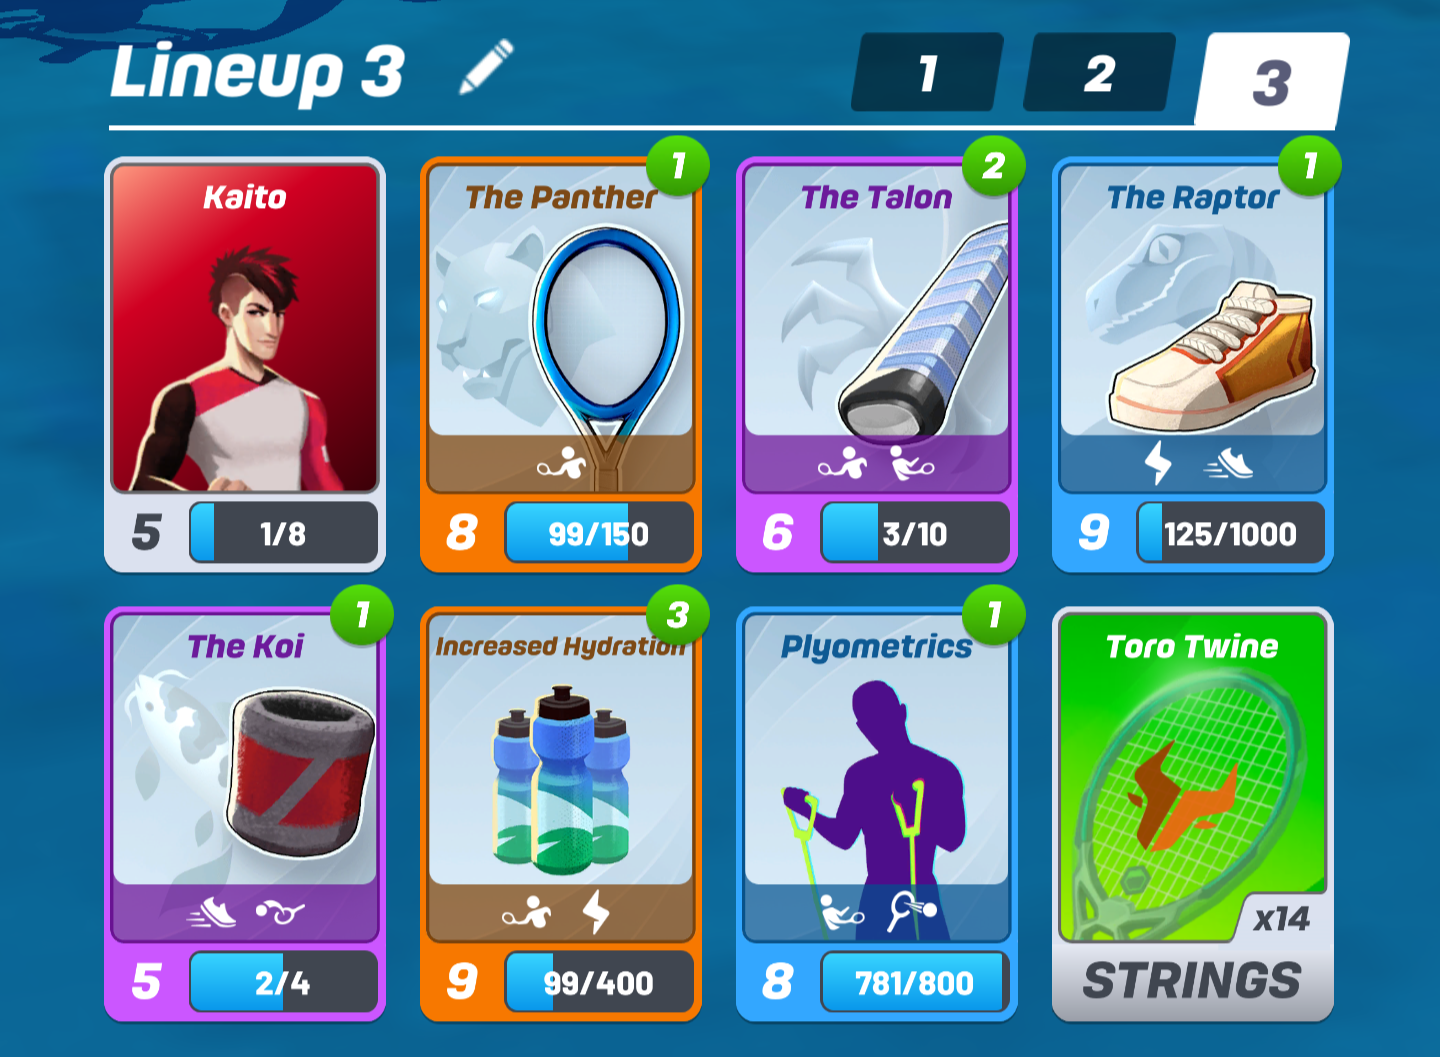 Lineup 3
1
2
3
Kaito
5
1/8
1
The Panther
8
99/150
2
The Talon
6
3/10
1
The Raptor
9
125/1000
1
The Koi
5
2/4
3
Increased Hydration
9
99/400
1
Plyometrics
8
781/800
Toro Twine
x14
STRINGS